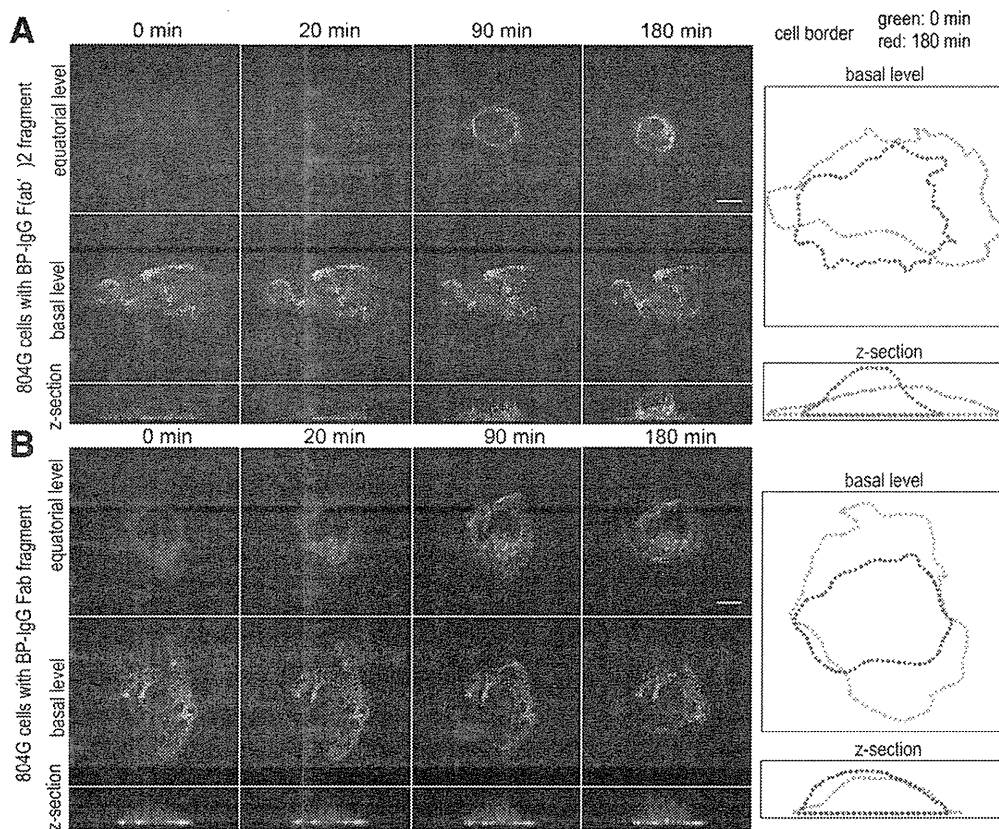 A
0 min
20 min
90 min
180 min
cell border
green: 0 min
red: 180 min
804G cells with BP-IgG F(ab' )2 fragment
equatorial level
basal level
z-section
basal level
z-section
B
0 min
20 min
90 min
180 min
804G cells with BP-IgG Fab fragment
equatorial level
basal level
z-section
basal level
z-section